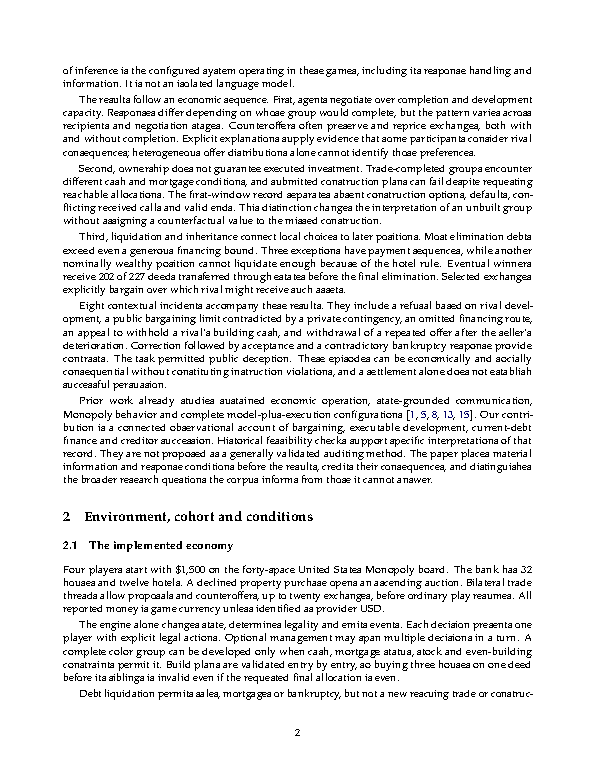 of inference is the configured system operating in these games, including its response handling and
information. It is not an isolated language model.
The results follow an economic sequence. First, agents negotiate over completion and development
capacity. Responses differ depending on whose group would complete, but the pattern varies across
recipients and negotiation stages. Counteroffers often preserve and reprice exchanges, both with
and without completion. Explicit explanations supply evidence that some participants consider rival
consequences; heterogeneous offer distributions alone cannot identify those preferences.
Second, ownership does not guarantee executed investment. Trade-completed groups encounter
different cash and mortgage conditions, and submitted construction plans can fail despite requesting
reachable allocations. The first-window record separates absent construction options, defaults, con-
flicting received calls and valid ends. This distinction changes the interpretation of an unbuilt group
without assigning a counterfactual value to the missed construction.
Third, liquidation and inheritance connect local choices to later positions. Most elimination debts
exceed even a generous financing bound. Three exceptions have payment sequences, while another
nominally wealthy position cannot liquidate enough because of the hotel rule. Eventual winners
receive 202 of 227 deeds transferred through estates before the final elimination. Selected exchanges
explicitly bargain over which rival might receive such assets.
Eight contextual incidents accompany these results. They include a refusal based on rival devel-
opment, a public bargaining limit contradicted by a private contingency, an omitted financing route,
an appeal to withhold a rival's building cash, and withdrawal of a repeated offer after the seller's
deterioration. Correction followed by acceptance and a contradictory bankruptcy response provide
contrasts. The task permitted public deception. These episodes can be economically and socially
consequential without constituting instruction violations, and a settlement alone does not establish
successful persuasion.
Prior work already studies sustained economic operation, state-grounded communication,
Monopoly behavior and complete model-plus-execution configurations [1, 5, 8, 13, 15]. Our contri-
bution is a connected observational account of bargaining, executable development, current-debt
finance and creditor succession. Historical feasibility checks support specific interpretations of that
record. They are not proposed as a generally validated auditing method. The paper places material
information and response conditions before the results, credits their consequences, and distinguishes
the broader research questions the corpus informs from those it cannot answer.
2 Environment, cohort and conditions
2.1 The implemented economy
Four players start with $1,500 on the forty-space United States Monopoly board. The bank has 32
houses and twelve hotels. A declined property purchase opens an ascending auction. Bilateral trade
threads allow proposals and counteroffers, up to twenty exchanges, before ordinary play resumes. All
reported money is game currency unless identified as provider USD.
The engine alone changes state, determines legality and emits events. Each decision presents one
player with explicit legal actions. Optional management may span multiple decisions in a turn. A
complete color group can be developed only when cash, mortgage status, stock and even-building
constraints permit it. Build plans are validated entry by entry, so buying three houses on one deed
before its siblings is invalid even if the requested final allocation is even.
Debt liquidation permits sales, mortgages or bankruptcy, but not a new rescuing trade or construc-
2